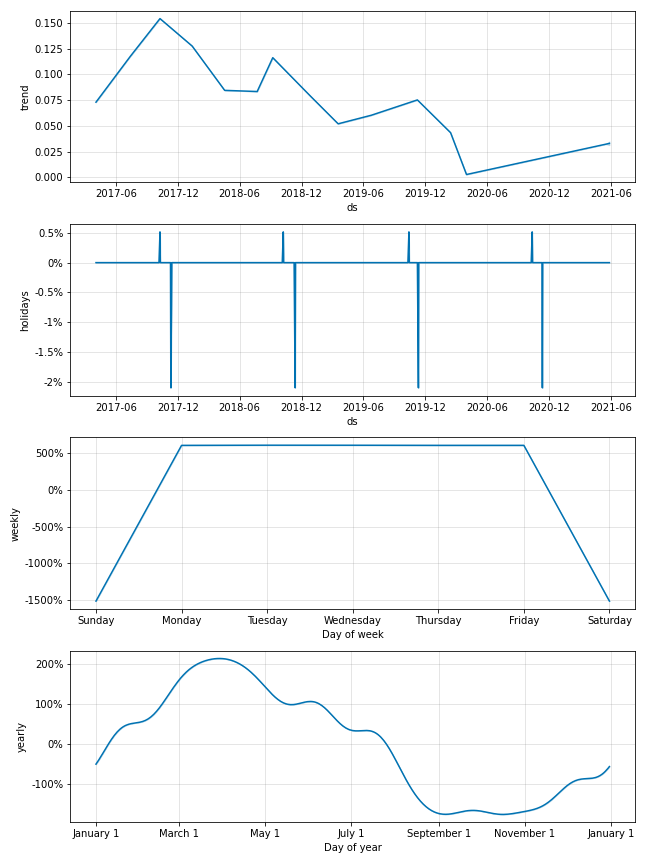 0.150
0.125
0.100
0.075
0.050
0.025
0.000
trend
2017-06 2017-12 2018-06 2018-12 2019-06 2019-12 2020-06 2020-12 2021-06
ds
0.5%
0%
-0.5%
-1%
-1.5%
-2%
holidays
2017-06 2017-12 2018-06 2018-12 2019-06 2019-12 2020-06 2020-12 2021-06
ds
500%
0%
-500%
-1000%
-1500%
weekly
Sunday Monday Tuesday Wednesday Thursday Friday Saturday
Day of week
200%
100%
0%
-100%
yearly
January 1 March 1 May 1 July 1 September 1 November 1 January 1
Day of year